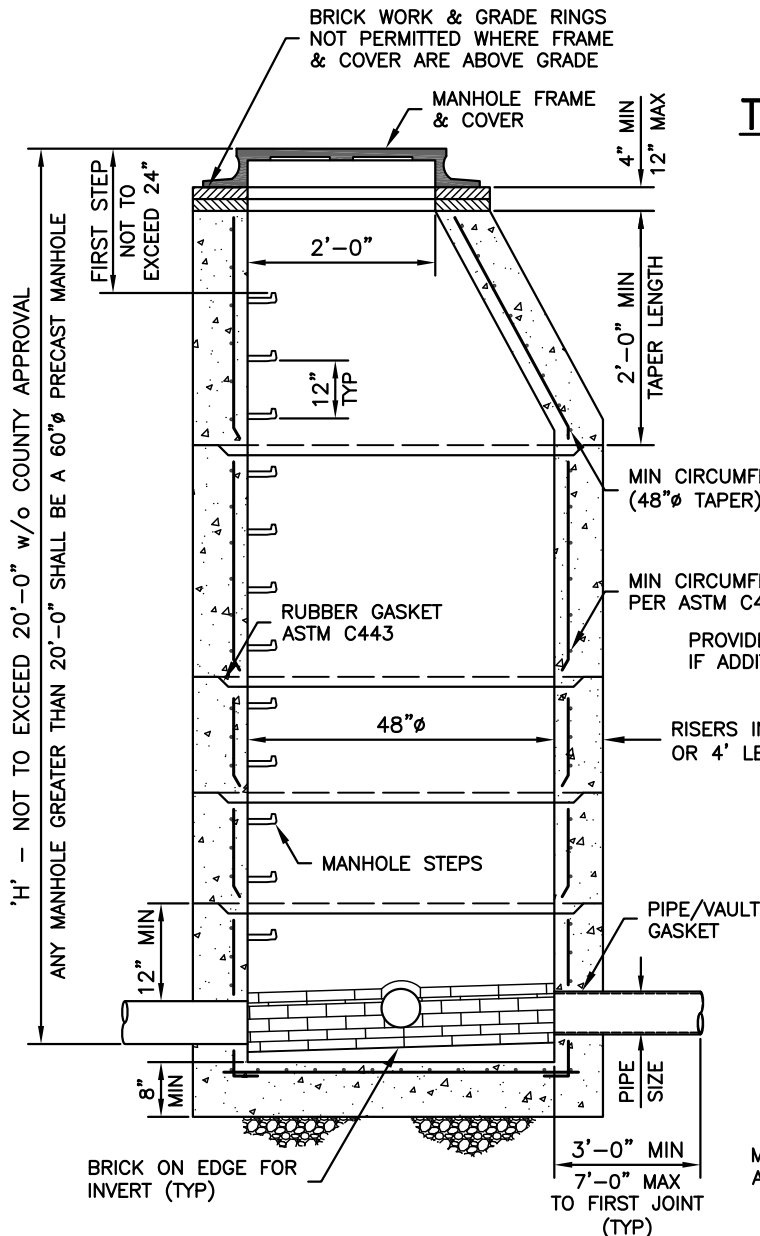 BRICK WORK & GRADE RINGS
NOT PERMITTED WHERE FRAME
& COVER ARE ABOVE GRADE
MANHOLE FRAME
& COVER
4" MIN
12" MAX
T
FIRST STEP
NOT TO
EXCEED 24"
2'-0"
2'-0" MIN
TAPER LENGTH
12"
TYP
'H' - NOT TO EXCEED 20'-0" w/o COUNTY APPROVAL
ANY MANHOLE GREATER THAN 20'-0" SHALL BE A 60"ø PRECAST MANHOLE
MIN CIRCUMF
(48"ø TAPER)
MIN CIRCUMF
PER ASTM C4
PROVIDE
IF ADDIT
RUBBER GASKET
ASTM C443
48"ø
RISERS IN
OR 4' LE
MANHOLE STEPS
12" MIN
PIPE/VAULT
GASKET
8"
MIN
PIPE
SIZE
BRICK ON EDGE FOR
INVERT (TYP)
3'-0" MIN
7'-0" MAX
TO FIRST JOINT
(TYP)
M
A